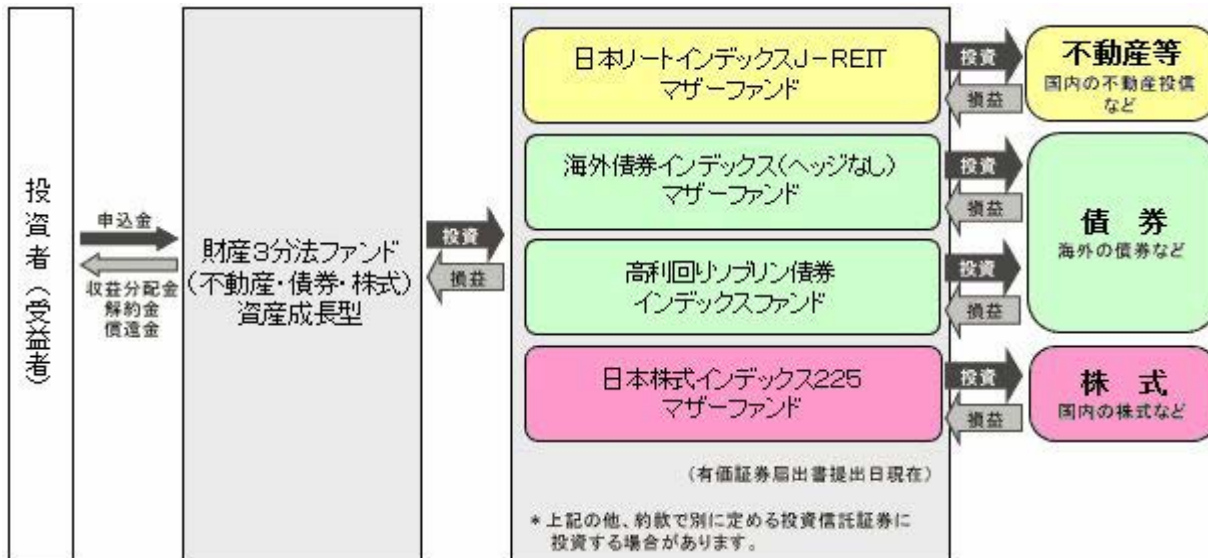 投資者(受益者)
申込金
収益分配金
解約金
償還金
財産3分法ファンド
(不動産・債券・株式)
資産成長型
投資
損益
日本リートインデックスJ-REIT
マザーファンド
投資
損益
不動産等
国内の不動産投信
など
海外債券インデックス(ヘッジなし)
マザーファンド
投資
損益
債 券
海外の債券など
高利回りソブリン債券
インデックスファンド
投資
損益
日本株式インデックス225
マザーファンド
投資
損益
株 式
国内の株式など
(有価証券届出書提出日現在)
*上記の他、約款で別に定める投資信託証券に
投資する場合があります。